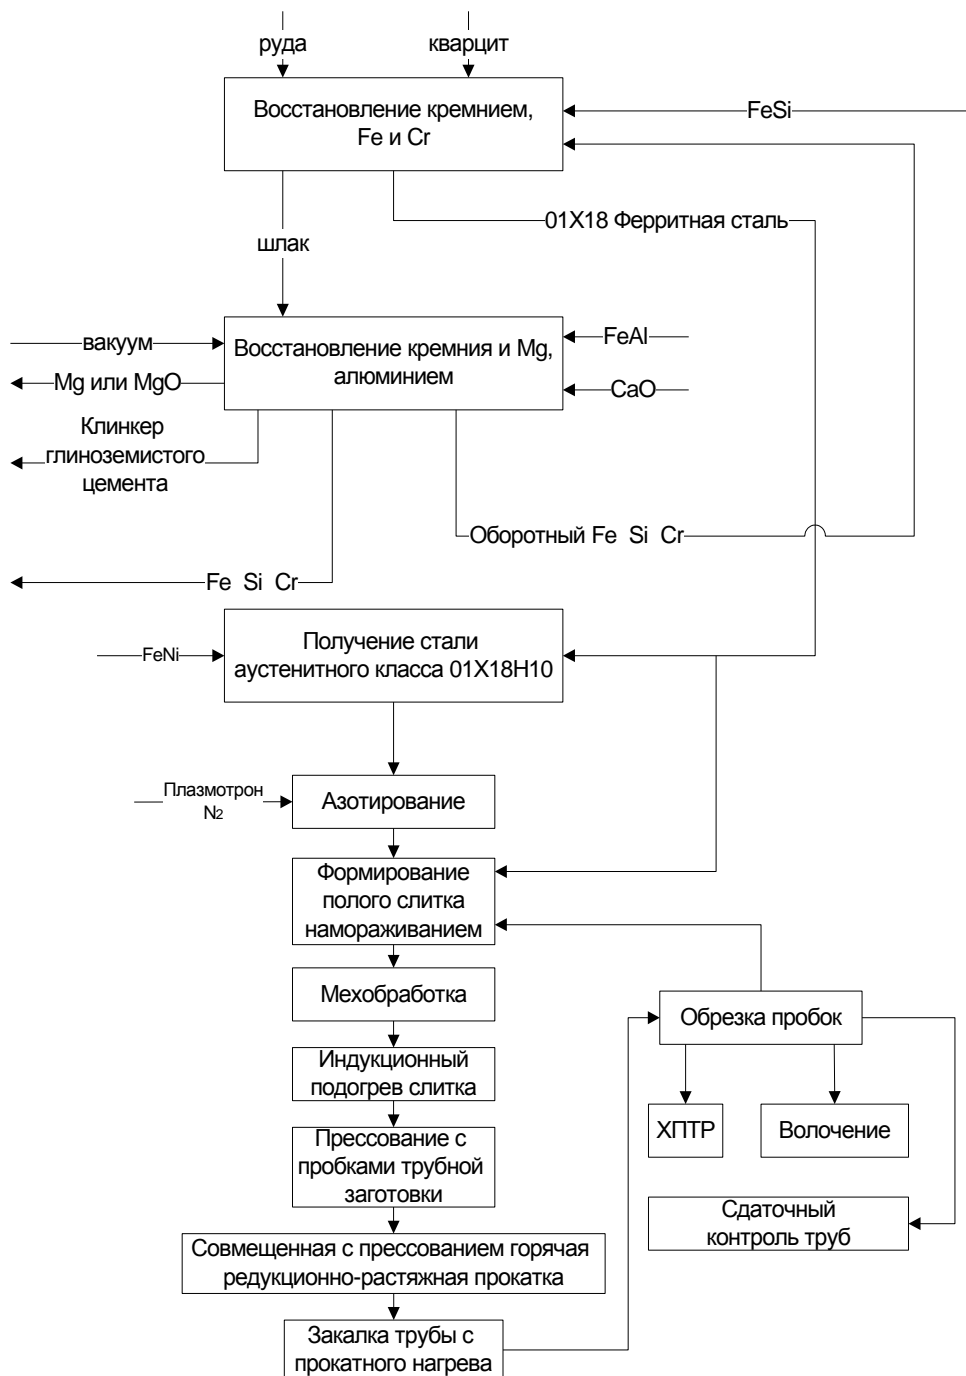 руда
кварцит
Восстановление кремнием,
Fe и Cr
FeSi
01Х18 Ферритная сталь
шлак
вакуум
Восстановление кремния и Mg,
алюминием
FeAl
Mg или MgO
CaO
Клинкер
глиноземистого
цемента
Оборотный Fe Si Cr
Fe Si Cr
FeNi
Получение стали
аустенитного класса 01Х18Н10
Плазмотрон
N2
Азотирование
Формирование
полого слитка
намораживанием
Мехобработка
Обрезка пробок
Индукционный
подогрев слитка
ХПТР
Волочение
Прессование с
пробками трубной
заготовки
Сдаточный
контроль труб
Совмещенная с прессованием горячая
редукционно-растяжная прокатка
Закалка трубы с
прокатного нагрева